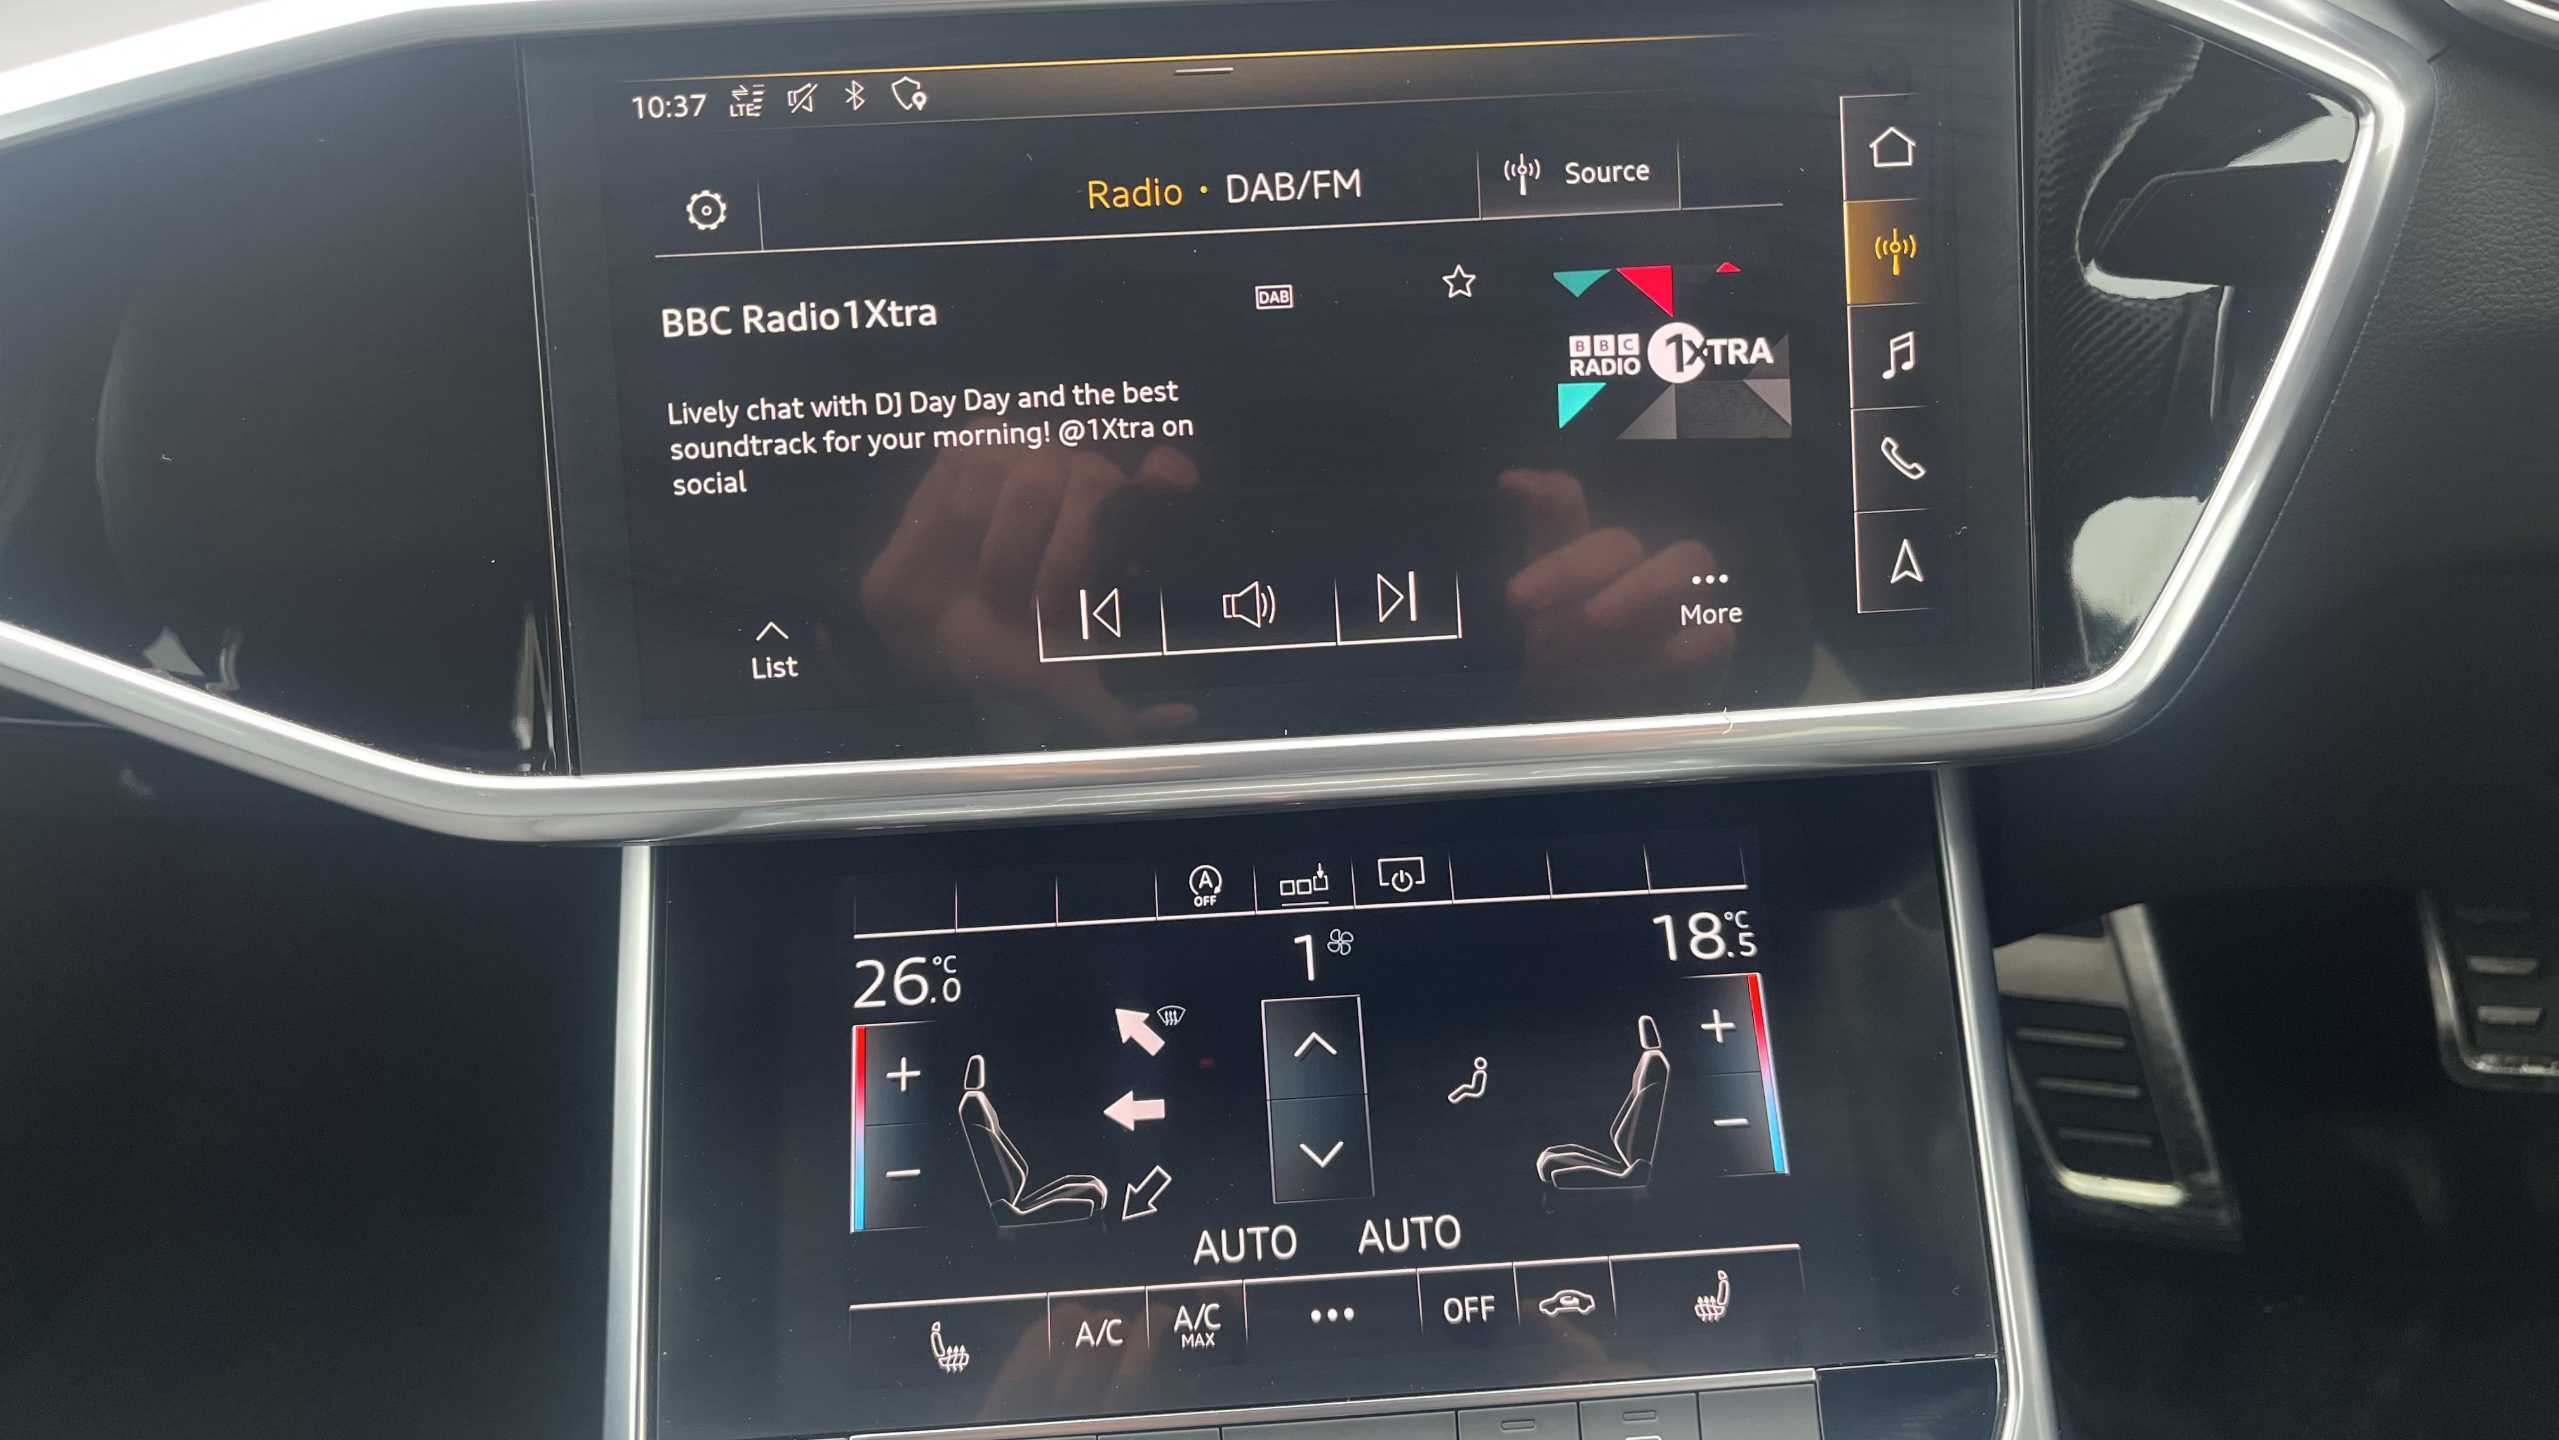 10:37 LTE
Radio • DAB/FM
Source
BBC Radio1Xtra
DAB
BBC
RADIO 1XTRA
Lively chat with DJ Day Day and the best
soundtrack for your morning! @1Xtra on
social
List
More
A
OFF
26.0 °C
1
18.5 °C
AUTO AUTO
A/C
A/C
MAX
OFF